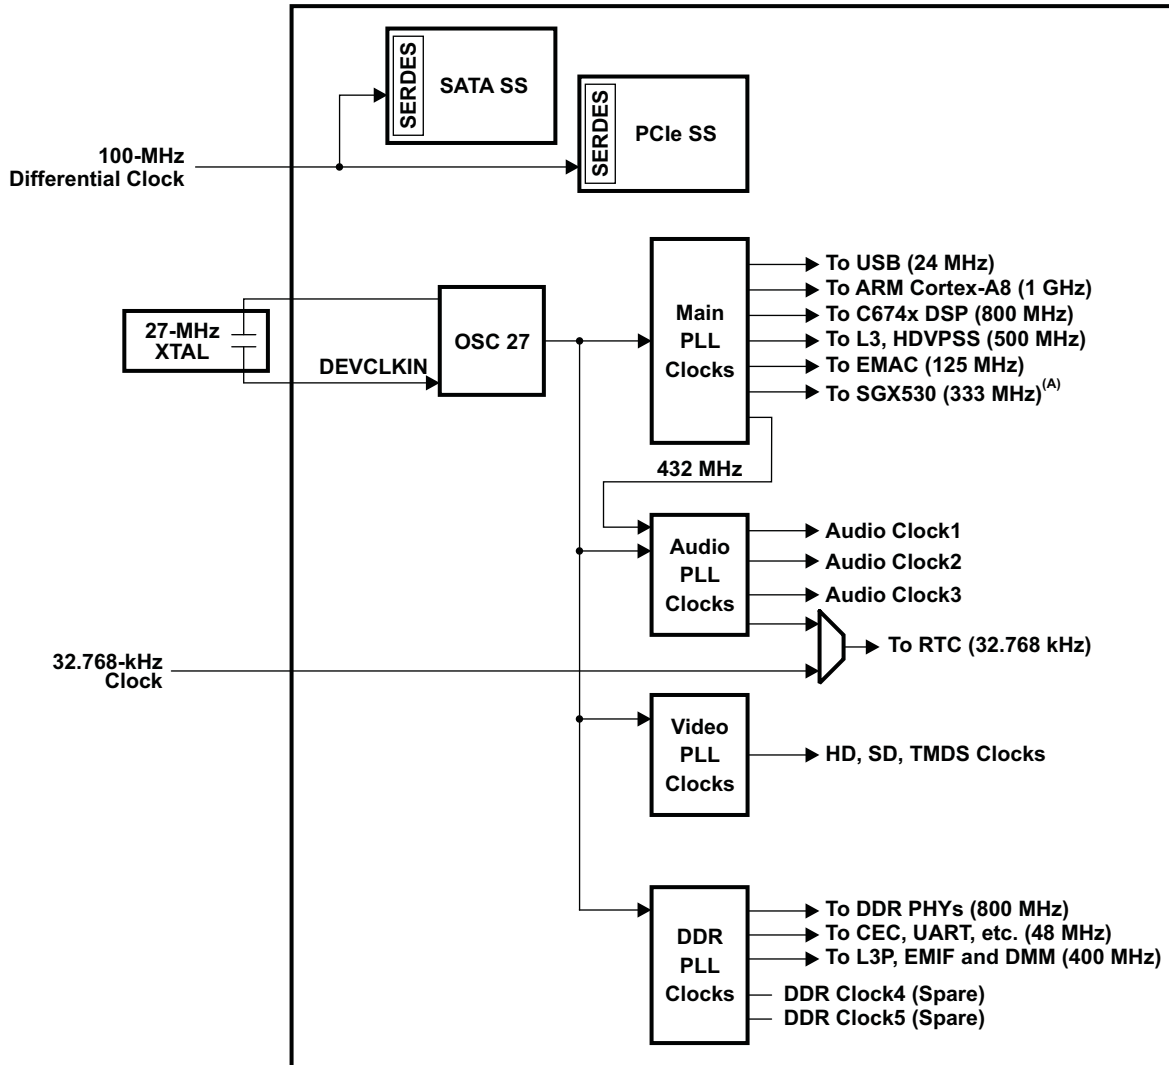 SERDES
SATA SS
SERDES
PCIe SS
100-MHz
Differential Clock
27-MHz
XTAL
DEVCLKIN
OSC 27
Main
PLL
Clocks
To USB (24 MHz)
To ARM Cortex-A8 (1 GHz)
To C674x DSP (800 MHz)
To L3, HDVPSS (500 MHz)
To EMAC (125 MHz)
To SGX530 (333 MHz)(A)
432 MHz
Audio
PLL
Clocks
Audio Clock1
Audio Clock2
Audio Clock3
To RTC (32.768 kHz)
32.768-kHz
Clock
Video
PLL
Clocks
HD, SD, TMDS Clocks
DDR
PLL
Clocks
To DDR PHYs (800 MHz)
To CEC, UART, etc. (48 MHz)
To L3P, EMIF and DMM (400 MHz)
DDR Clock4 (Spare)
DDR Clock5 (Spare)